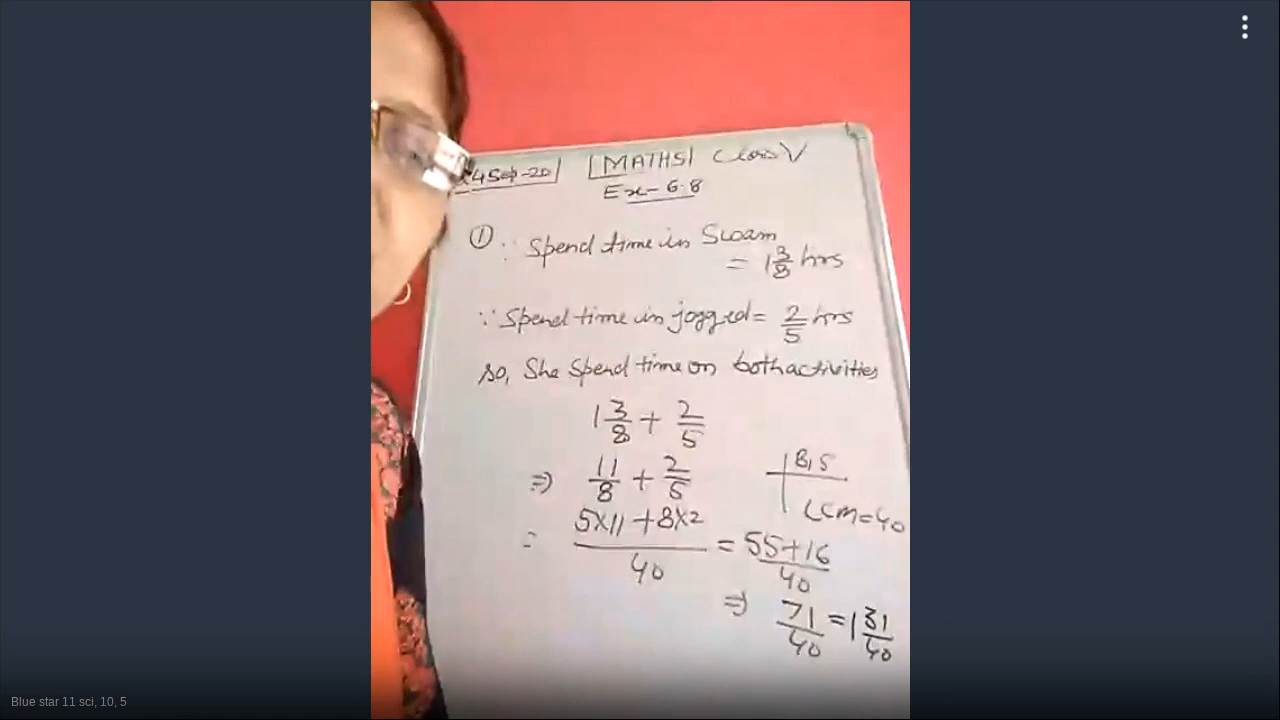 24 Sep-20 MATHS Class V
Ex-6.8
① ∵ Spend time in Swam
= 1 3/8 hrs
∵ Spend time in jogged = 2/5 hrs
so, She Spend time on both activities
1 3/8 + 2/5
⇒ 11/8 + 2/5
8, 5
LCM = 40
= 5×11 + 8×2 / 40 = 55+16 / 40
⇒ 71/40 = 1 31/40
Blue star 11 sci, 10, 5